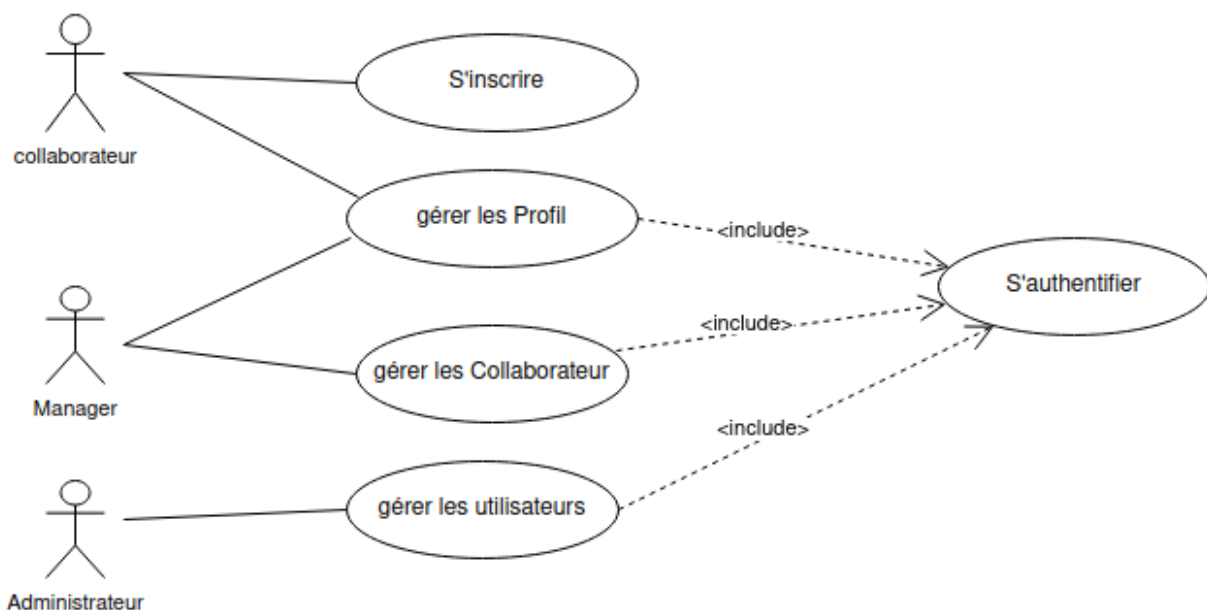 S'inscrire
collaborateur
gérer les Profil
<include>
S'authentifier
<include>
gérer les Collaborateur
Manager
<include>
gérer les utilisateurs
Administrateur